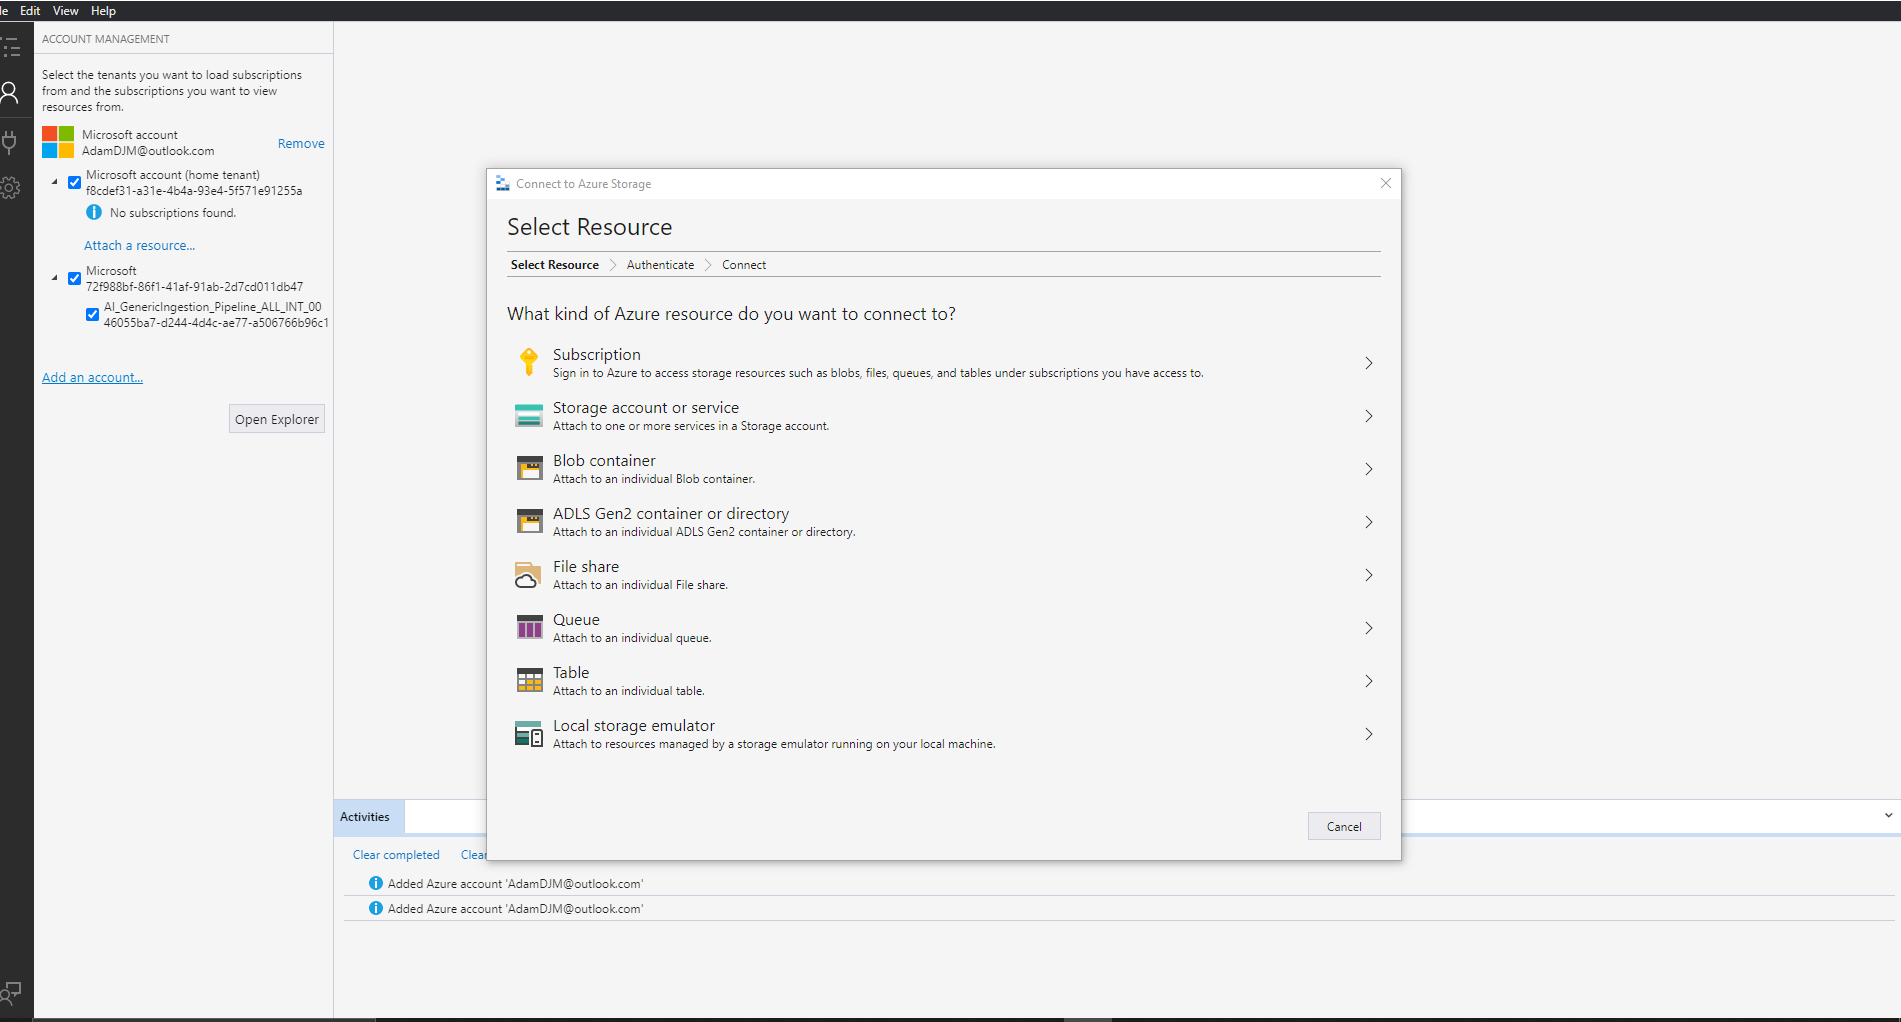 le Edit View Help
ACCOUNT MANAGEMENT
Select the tenants you want to load subscriptions
from and the subscriptions you want to view
resources from.
Microsoft account
AdamDJM@outlook.com
Remove
Microsoft account (home tenant)
f8cdef31-a31e-4b4a-93e4-5f571e91255a
No subscriptions found.
Attach a resource...
Microsoft
72f988bf-86f1-41af-91ab-2d7cd011db47
AI_GenericIngestion_Pipeline_ALL_INT_00
46055ba7-d244-4d4c-ae77-a506766b96c1
Add an account...
Open Explorer
Connect to Azure Storage
Select Resource
Select Resource Authenticate Connect
What kind of Azure resource do you want to connect to?
Subscription
Sign in to Azure to access storage resources such as blobs, files, queues, and tables under subscriptions you have access to.
Storage account or service
Attach to one or more services in a Storage account.
Blob container
Attach to an individual Blob container.
ADLS Gen2 container or directory
Attach to an individual ADLS Gen2 container or directory.
File share
Attach to an individual File share.
Queue
Attach to an individual queue.
Table
Attach to an individual table.
Local storage emulator
Attach to resources managed by a storage emulator running on your local machine.
Cancel
Activities
Clear completed Clear
Added Azure account 'AdamDJM@outlook.com'
Added Azure account 'AdamDJM@outlook.com'